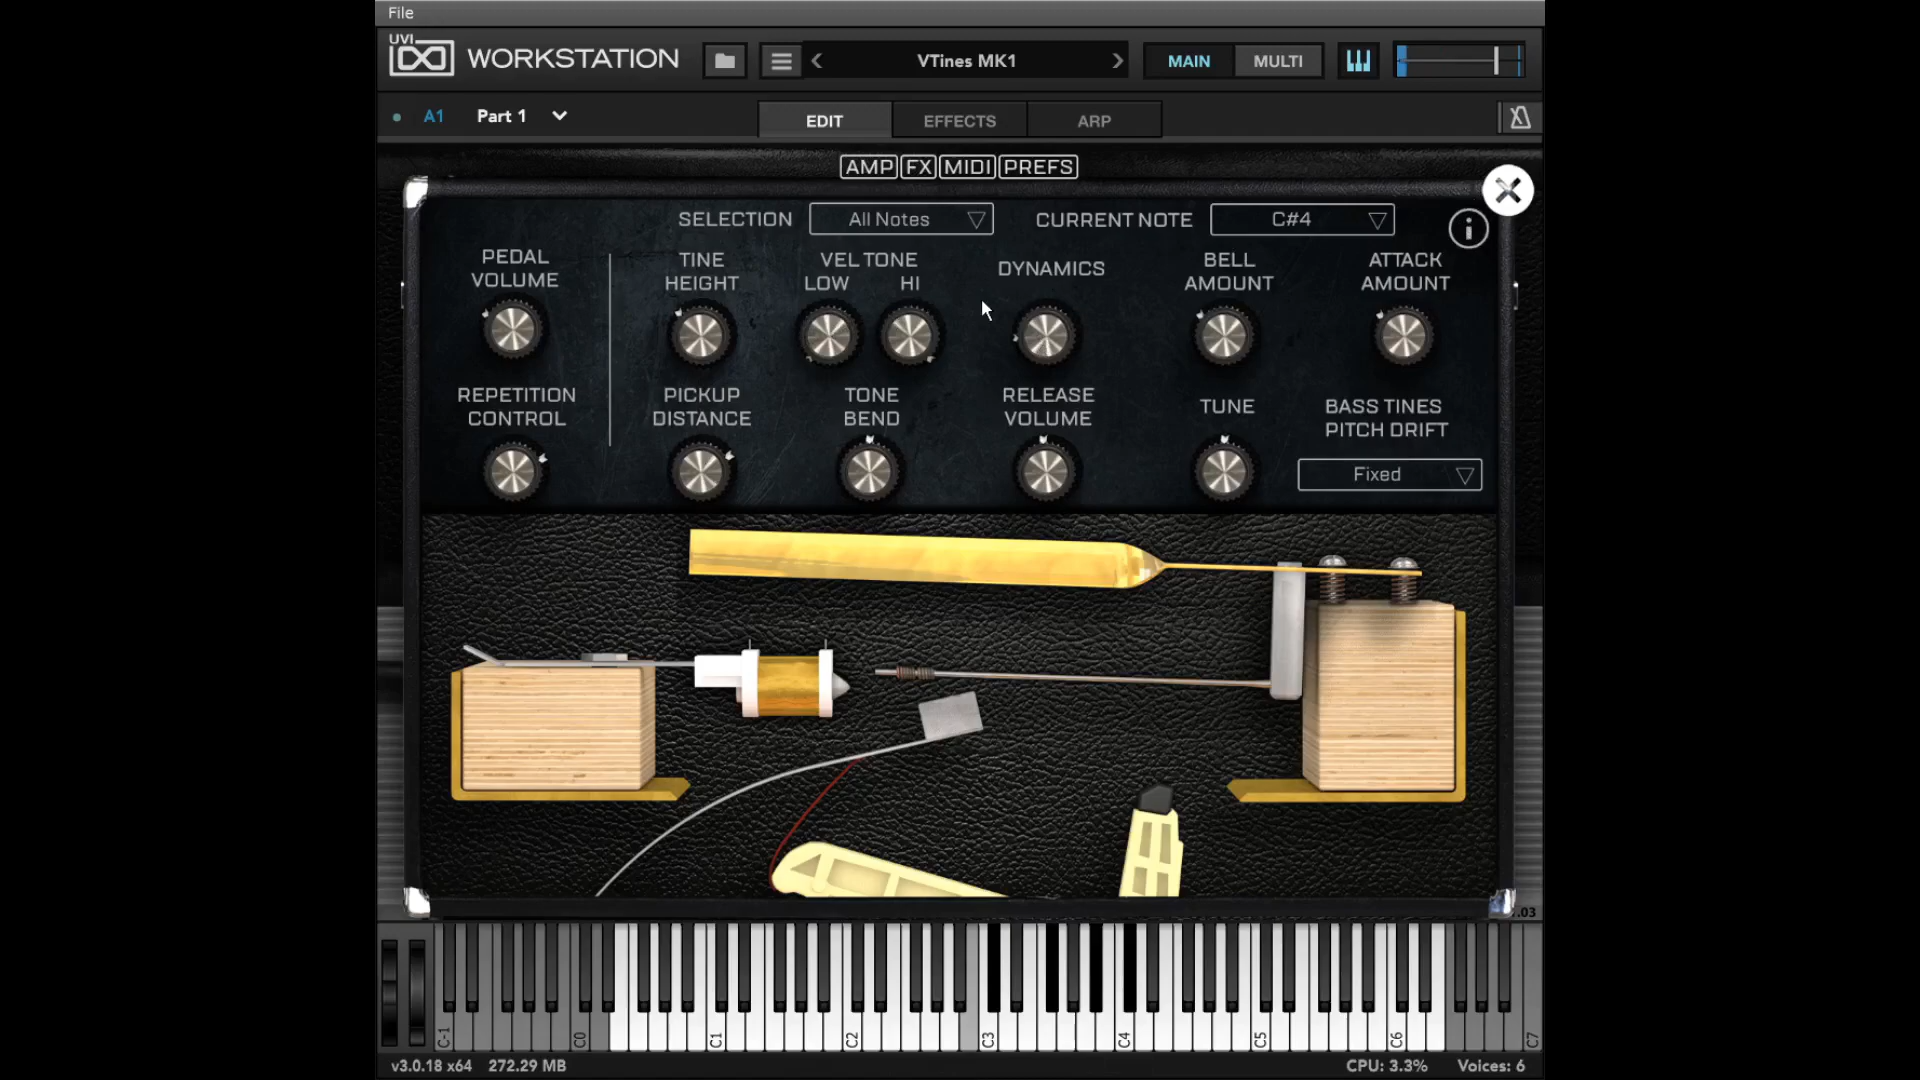 File
UVI WORKSTATION
VTines MK1
MAIN MULTI
A1 Part 1
EDIT EFFECTS ARP
AMP FX MIDI PREFS
SELECTION All Notes CURRENT NOTE C#4
PEDAL VOLUME
TINE HEIGHT
VEL TONE
LOW HI
DYNAMICS
BELL AMOUNT
ATTACK AMOUNT
REPETITION CONTROL
PICKUP DISTANCE
TONE BEND
RELEASE VOLUME
TUNE
BASS TINES
PITCH DRIFT
Fixed
.03
C-1 C0 C1 C2 C3 C4 C5 C6 C7
v3.0.18 x64 272.29 MB CPU: 3.3% Voices: 6